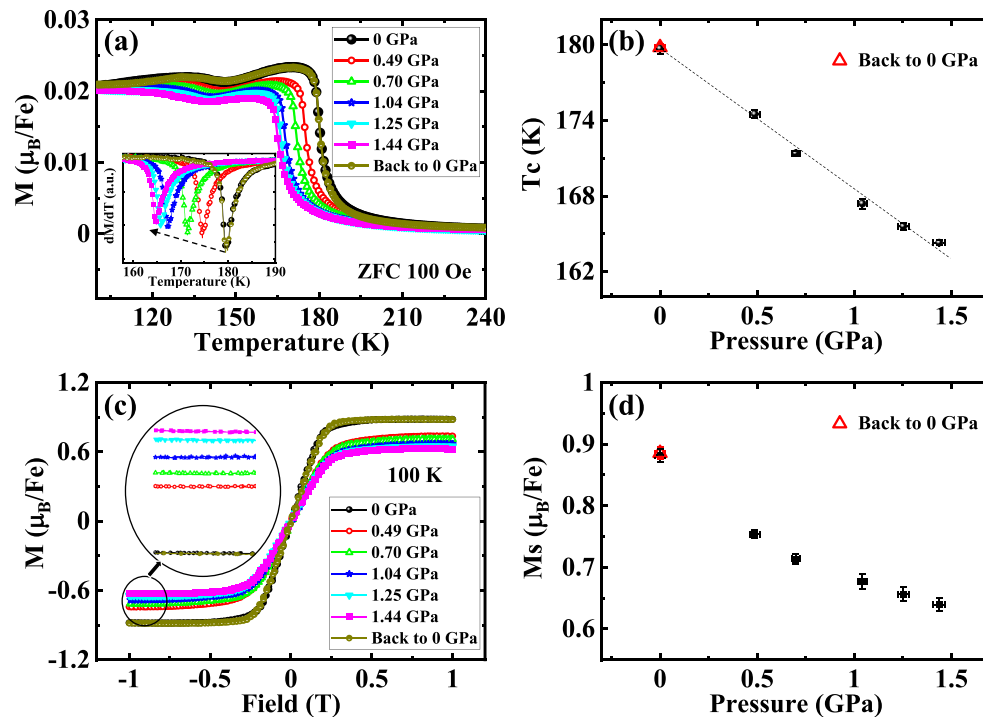 (a)
0.03
0.02
0.01
0
M (μB/Fe)
0 GPa
0.49 GPa
0.70 GPa
1.04 GPa
1.25 GPa
1.44 GPa
Back to 0 GPa
dM/dT (a.u.)
160 170 180 190
Temperature (K)
ZFC 100 Oe
120 150 180 210 240
Temperature (K)
(b)
180
174
168
162
Tc (K)
Back to 0 GPa
0 0.5 1 1.5
Pressure (GPa)
(c)
1.2
0.6
0
-0.6
-1.2
M (μB/Fe)
100 K
0 GPa
0.49 GPa
0.70 GPa
1.04 GPa
1.25 GPa
1.44 GPa
Back to 0 GPa
-1 -0.5 0 0.5 1
Field (T)
(d)
1
0.9
0.8
0.7
0.6
Ms (μB/Fe)
Back to 0 GPa
0 0.5 1 1.5
Pressure (GPa)